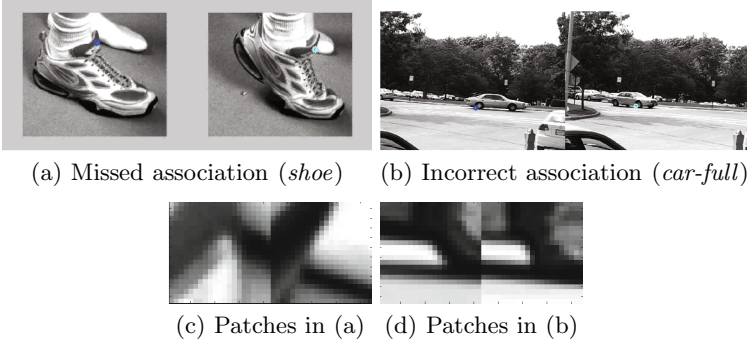 (a) Missed association (shoe)
(b) Incorrect association (car-full)
(c) Patches in (a)
(d) Patches in (b)